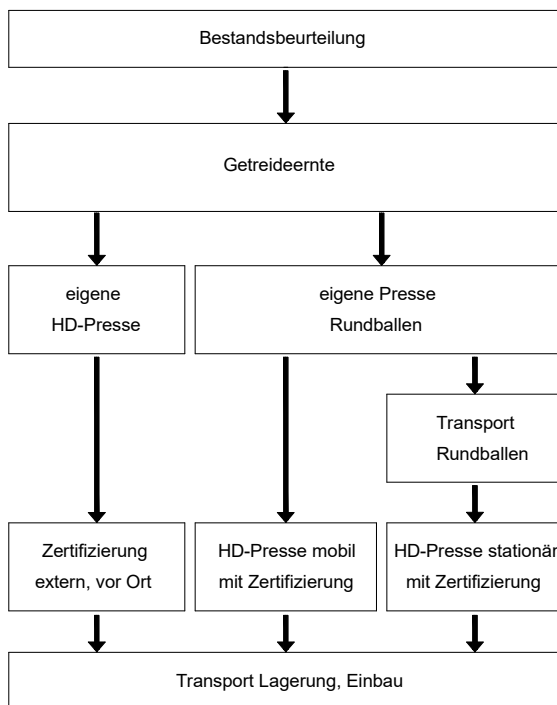 Bestandsbeurteilung
Getreideernte
eigene
HD-Presse
eigene Presse
Rundballen
Transport
Rundballen
Zertifizierung
extern, vor Ort
HD-Presse mobil
mit Zertifizierung
HD-Presse stationär
mit Zertifizierung
Transport Lagerung, Einbau